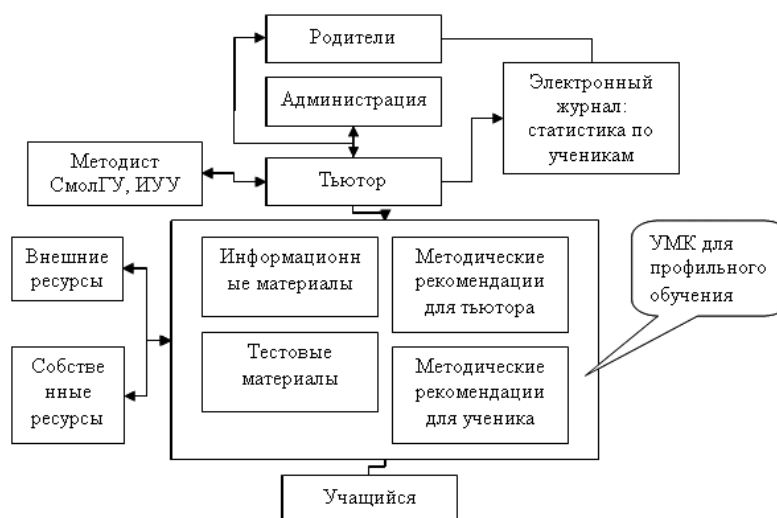 Родители
Администрация
Электронный
журнал:
статистика по
ученикам
Методист
СмолГУ, ИУУ
Тьютор
Внешние
ресурсы
Информационн
ые материалы
Методические
рекомендации
для тьютора
УМК для
профильного
обучения
Собстве
нные
ресурсы
Тестовые
материалы
Методические
рекомендации
для ученика
Учащийся